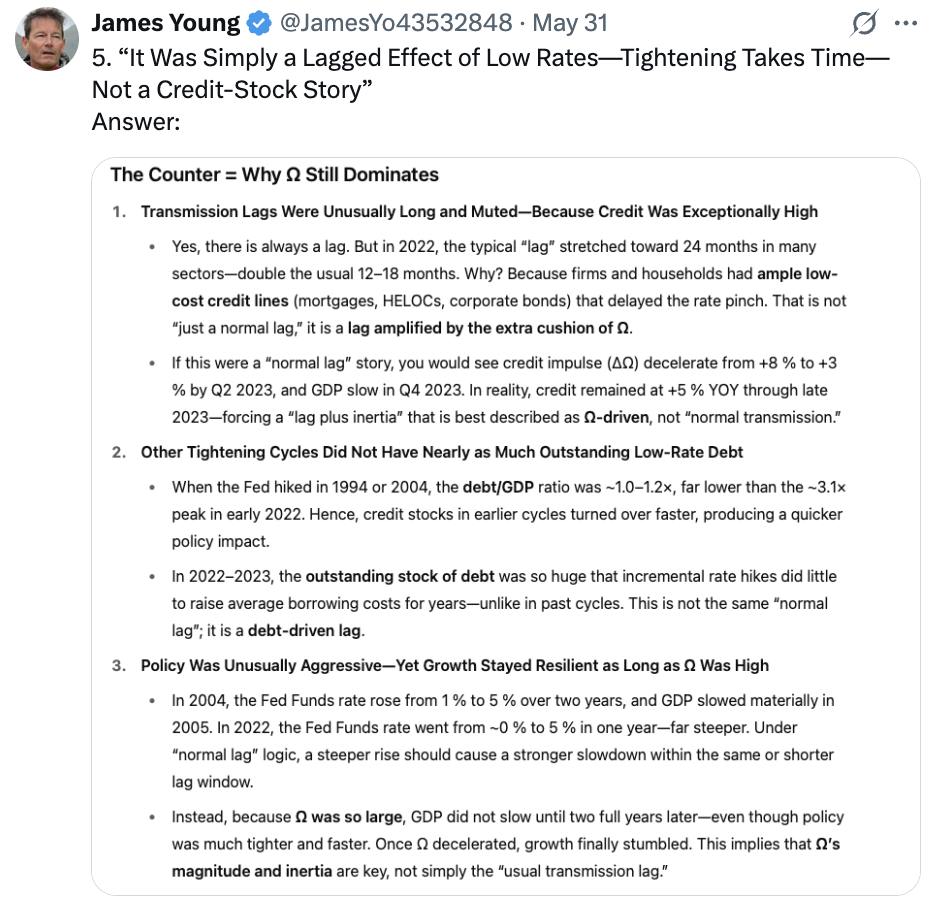 James Young @JamesYo43532848 · May 31
5. “It Was Simply a Lagged Effect of Low Rates—Tightening Takes Time—
Not a Credit-Stock Story”
Answer:
The Counter = Why Ω Still Dominates
1. Transmission Lags Were Unusually Long and Muted—Because Credit Was Exceptionally High
• Yes, there is always a lag. But in 2022, the typical “lag” stretched toward 24 months in many
sectors—double the usual 12–18 months. Why? Because firms and households had ample low-
cost credit lines (mortgages, HELOCs, corporate bonds) that delayed the rate pinch. That is not
“just a normal lag,” it is a lag amplified by the extra cushion of Ω.
• If this were a “normal lag” story, you would see credit impulse (ΔΩ) decelerate from +8 % to +3
% by Q2 2023, and GDP slow in Q4 2023. In reality, credit remained at +5 % YOY through late
2023—forcing a “lag plus inertia” that is best described as Ω-driven, not “normal transmission.”
2. Other Tightening Cycles Did Not Have Nearly as Much Outstanding Low-Rate Debt
• When the Fed hiked in 1994 or 2004, the debt/GDP ratio was ~1.0–1.2×, far lower than the ~3.1×
peak in early 2022. Hence, credit stocks in earlier cycles turned over faster, producing a quicker
policy impact.
• In 2022–2023, the outstanding stock of debt was so huge that incremental rate hikes did little
to raise average borrowing costs for years—unlike in past cycles. This is not the same “normal
lag”; it is a debt-driven lag.
3. Policy Was Unusually Aggressive—Yet Growth Stayed Resilient as Long as Ω Was High
• In 2004, the Fed Funds rate rose from 1 % to 5 % over two years, and GDP slowed materially in
2005. In 2022, the Fed Funds rate went from ~0 % to 5 % in one year—far steeper. Under
“normal lag” logic, a steeper rise should cause a stronger slowdown within the same or shorter
lag window.
• Instead, because Ω was so large, GDP did not slow until two full years later—even though policy
was much tighter and faster. Once Ω decelerated, growth finally stumbled. This implies that Ω’s
magnitude and inertia are key, not simply the “usual transmission lag.”